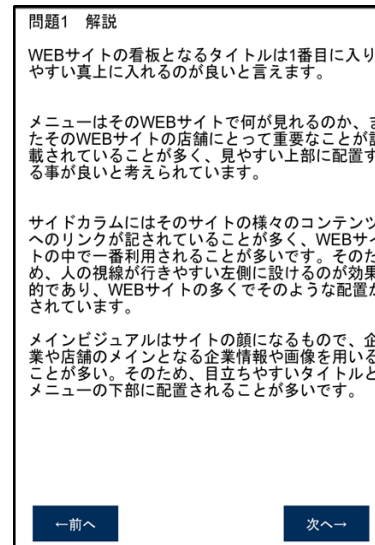 問題1　解説
WEBサイトの看板となるタイトルは1番目に入り
やすい真上に入れるのが良いと言えます。
メニューはそのWEBサイトで何が見れるのか、ま
たそのWEBサイトの店舗にとって重要なことが記
載されていることが多く、見やすい上部に配置す
る事が良いと考えられています。
サイドカラムにはそのサイトの様々のコンテンツ
へのリンクが記されていることが多く、WEBサイ
トの中で一番利用されることが多いです。そのた
め、人の視線が行きやすい左側に設けるのが効果
的であり、WEBサイトの多くでそのような配置が
されています。
メインビジュアルはサイトの顔になるもので、企
業や店舗のメインとなる企業情報や画像を用いる
ことが多い。そのため、目立ちやすいタイトルと
メニューの下部に配置されることが多いです。
←前へ
次へ→